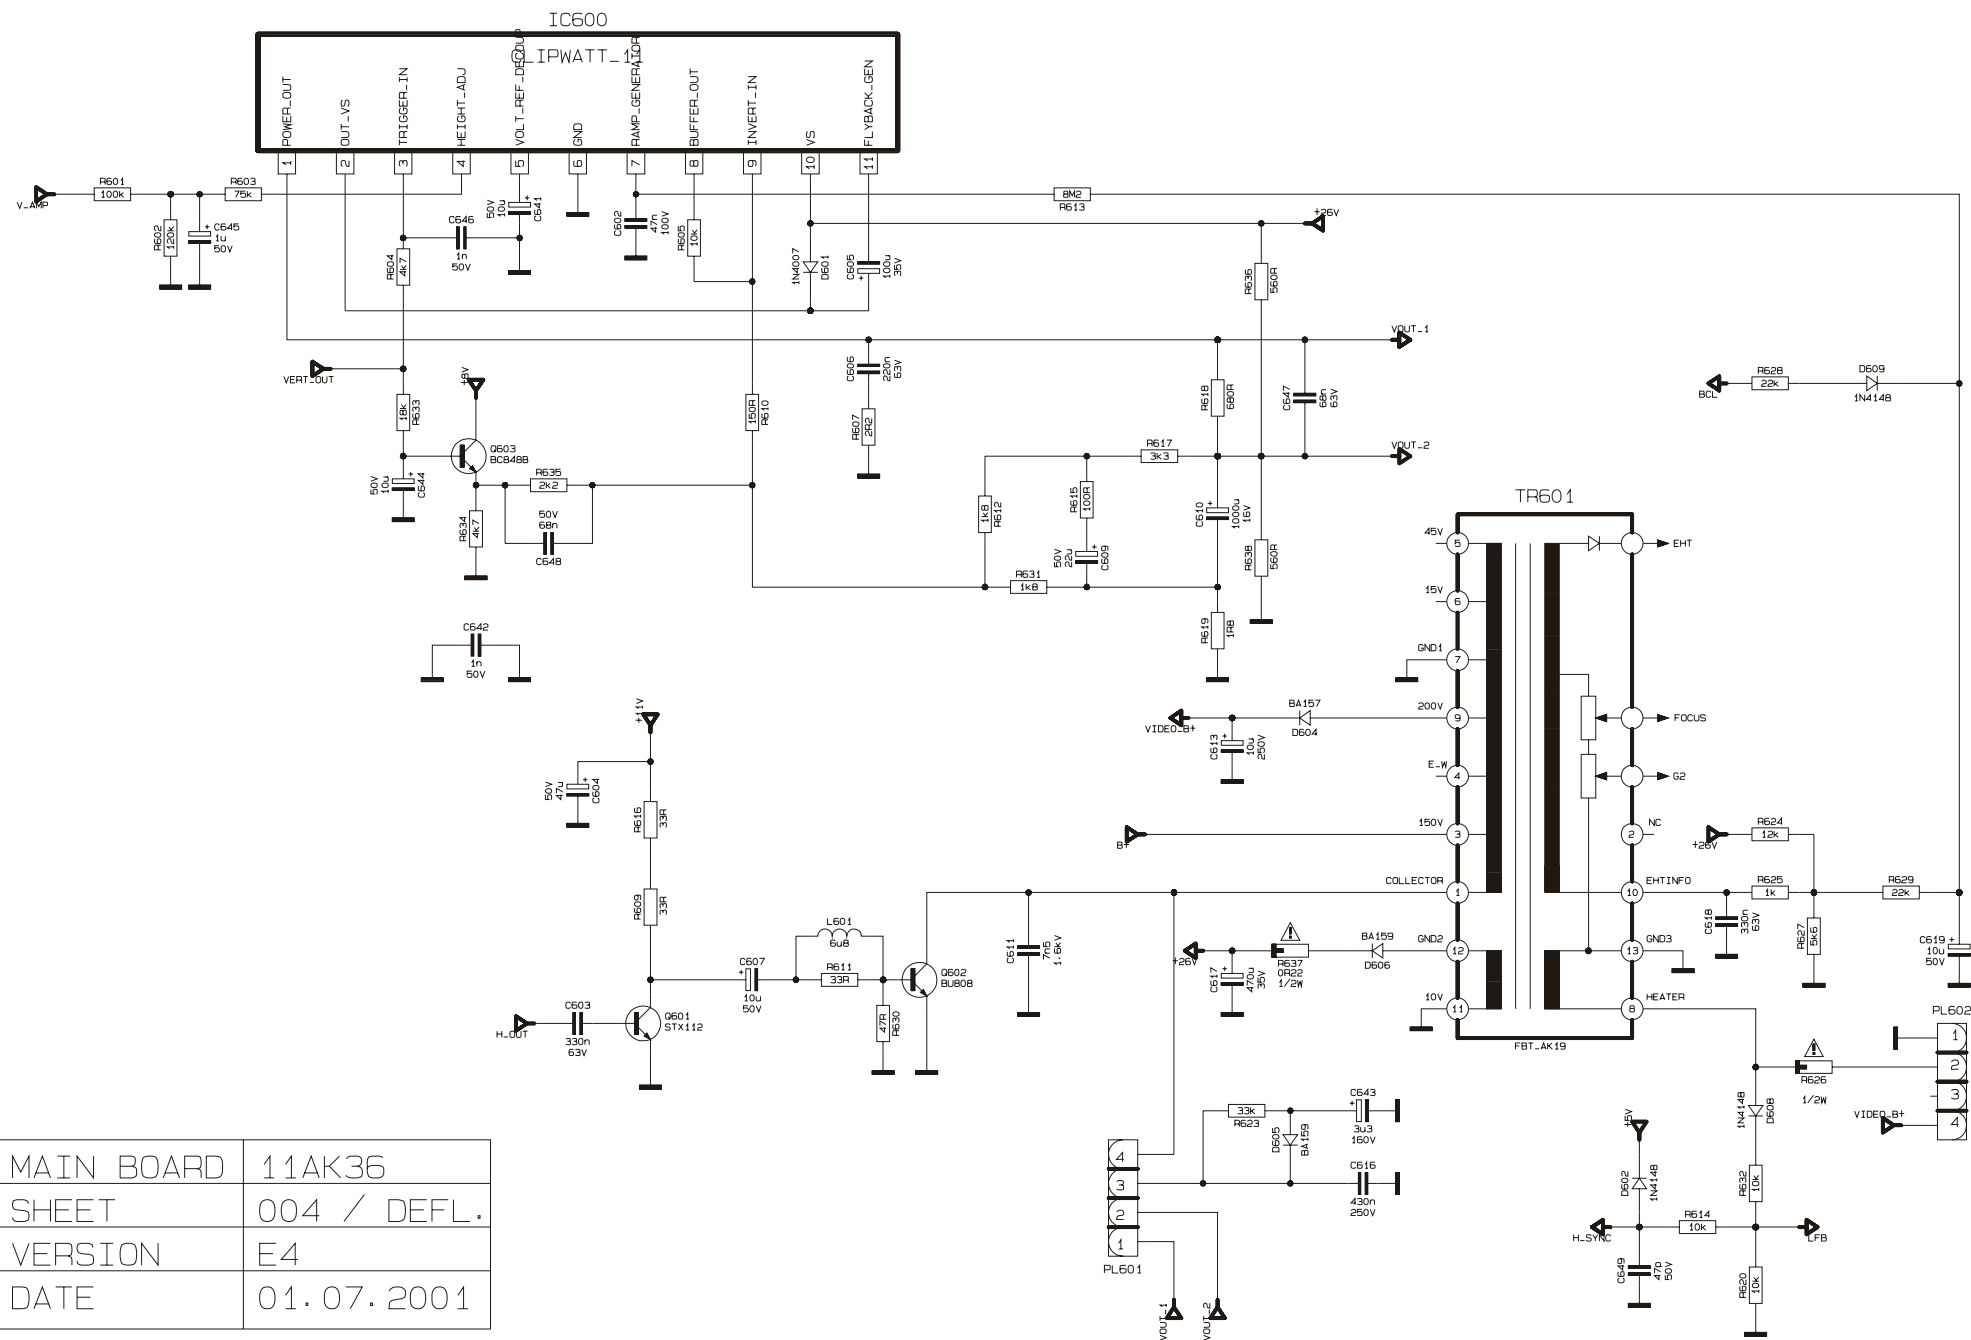 IC600
CLIPWATT_11
POWER_OUT
OUT_VS
TRIGGER_IN
HEIGHT_ADJ
VOLT_REF_DECOUP
GND
RAMP_GENERATOR
BUFFER_OUT
INVERT-IN
VS
FLYBACK_GEN
1
2
3
4
5
6
7
8
9
10
11
V_AMP
R601
100k
R603
75k
R602
120k
C645
1u
50V
R604
4k7
C646
1n
50V
50V
10u
C641
C602
47n
100V
R605
10k
1N4007
D601
C605
100u
35V
8M2
R613
+26V
R636
560R
VOUT_1
VERT_OUT
+8V
18k
R633
Q603
BC848B
50V
10u
C644
R635
2k2
R634
4k7
50V
68n
C648
150R
R610
C606
220n
63V
R607
2R2
R618
680R
C647
68n
63V
VOUT_2
R617
3k3
1k8
R612
R615
100R
50V
22u
C609
C610
1000u
16V
R638
560R
R631
1k8
R619
1R8
BCL
R628
22k
D609
1N4148
C642
1n
50V
TR601
45V
5
EHT
15V
6
GND1
7
200V
9
FOCUS
E_W
4
G2
150V
3
2
NC
COLLECTOR
1
10
EHTINFO
GND2
12
13
GND3
10V
11
8
HEATER
FBT_AK19
VIDEO_B+
BA157
D604
C613
10u
250V
B+
+11V
50V
47u
C604
R616
33R
R609
33R
L601
6u8
R611
33R
C607
10u
50V
Q602
BU808
47R
R630
H_OUT
C603
330n
63V
Q601
STX112
C611
7n5
1.6kV
+26V
C617
470u
35V
R637
0R22
1/2W
BA159
D606
+26V
R624
12k
R625
1k
C618
330n
63V
R627
5k6
R629
22k
C619
10u
50V
PL602
1
2
3
4
R626
1/2W
VIDEO_B+
1N4148
D608
R632
10k
+5V
D602
1N4148
H_SYNC
R614
10k
LFB
C649
47p
50V
R620
10k
33k
R623
D605
BA159
C643
3u3
160V
C616
430n
250V
4
3
2
1
PL601
VOUT_1
VOUT_2
MAIN BOARD 11AK36
SHEET 004 / DEFL.
VERSION E4
DATE 01.07.2001